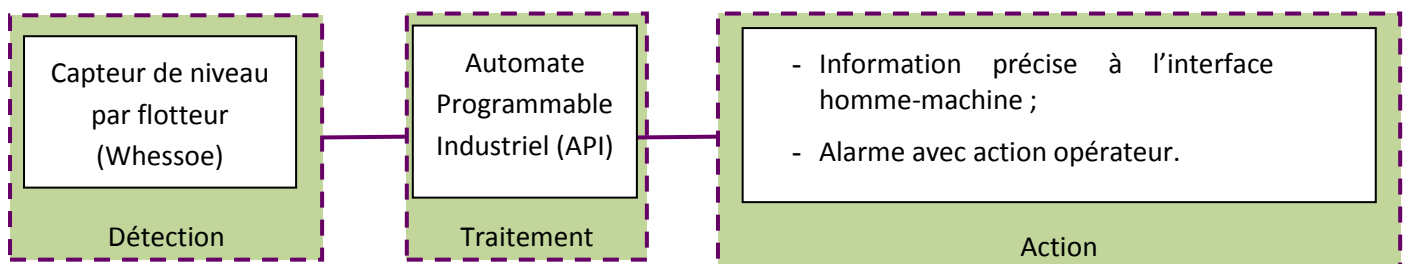 Capteur de niveau
par flotteur
(Whessoe)
Détection
Automate
Programmable
Industriel (API)
Traitement
- Information précise à l’interface
homme-machine ;
- Alarme avec action opérateur.
Action